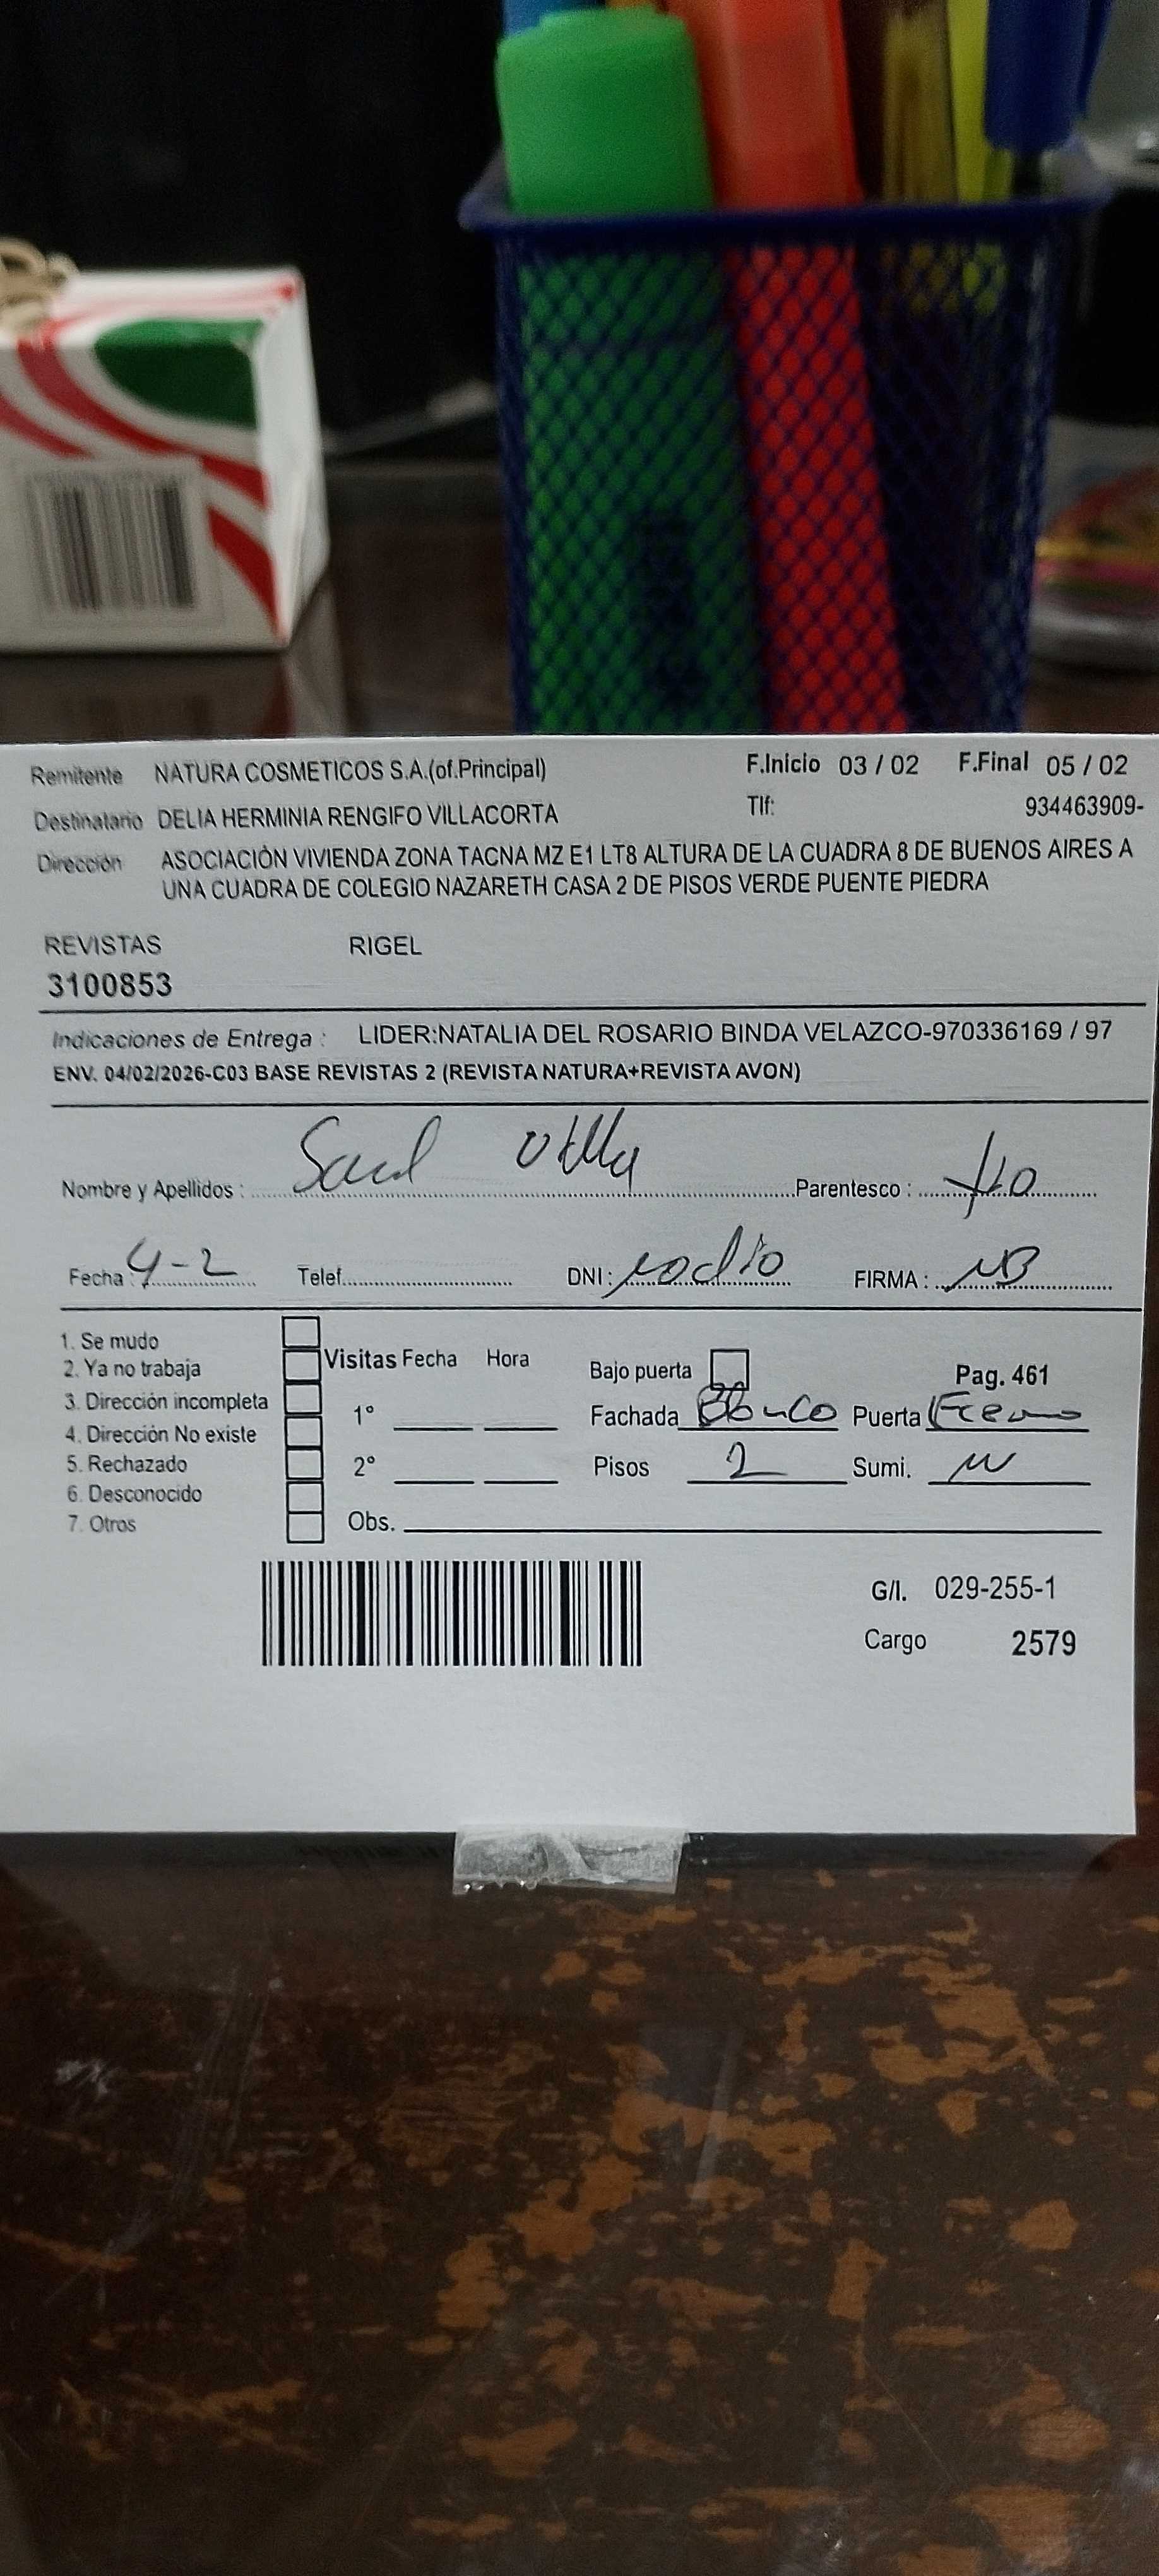 Remitente NATURA COSMETICOS S.A.(of.Principal) F.Inicio 03 / 02 F.Final 05 / 02
Destinatario DELIA HERMINIA RENGIFO VILLACORTA Tlf: 934463909-
Dirección ASOCIACIÓN VIVIENDA ZONA TACNA MZ E1 LT8 ALTURA DE LA CUADRA 8 DE BUENOS AIRES A
UNA CUADRA DE COLEGIO NAZARETH CASA 2 DE PISOS VERDE PUENTE PIEDRA
REVISTAS RIGEL
3100853
Indicaciones de Entrega : LIDER:NATALIA DEL ROSARIO BINDA VELAZCO-970336169 / 97
ENV. 04/02/2026-C03 BASE REVISTAS 2 (REVISTA NATURA+REVISTA AVON)
Nombre y Apellidos : Saul Parentesco :
Fecha : 4-2 Telef. DNI: FIRMA :
1. Se mudo
2. Ya no trabaja
3. Dirección incompleta
4. Dirección No existe
5. Rechazado
6. Desconocido
7. Otros
Visitas Fecha Hora
1°
2°
Obs.
Bajo puerta Pag. 461
Fachada Blanco Puerta
Pisos 2 Sumi.
G/I. 029-255-1
Cargo 2579